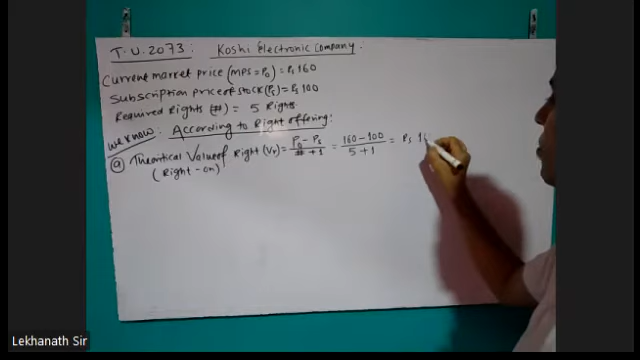 T.U.2073: Koshi Electronic Company.
Current market price (MPS = P₀) = Rs 160
Subscription price of stock (Ps) = Rs 100
Required Rights (#) = 5 Rights.
we know: According to Right offering:
(a) Theoritical Value of Right (Vr) = P₀ - Ps / # + 1 = 160 - 100 / 5 + 1 = Rs 1
(Right - on)
Lekhanath Sir